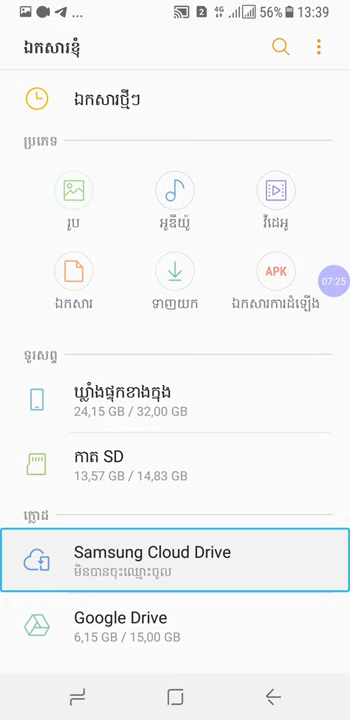 ... 2 4G 56% 13:39
ឯកសារខ្ញុំ
ឯកសារថ្មីៗ
ប្រភេទ
រូប អូឌីយ៉ូ វីដេអូ
APK
ឯកសារ ទាញយក ឯកសារការដំឡើង
07:25
ទូរសព្ទ
ឃ្លាំងផ្ទុកខាងក្នុង
24,15 GB / 32,00 GB
កាត SD
13,57 GB / 14,83 GB
ក្លោដ
Samsung Cloud Drive
មិនបានចុះឈ្មោះចូល
Google Drive
6,15 GB / 15,00 GB